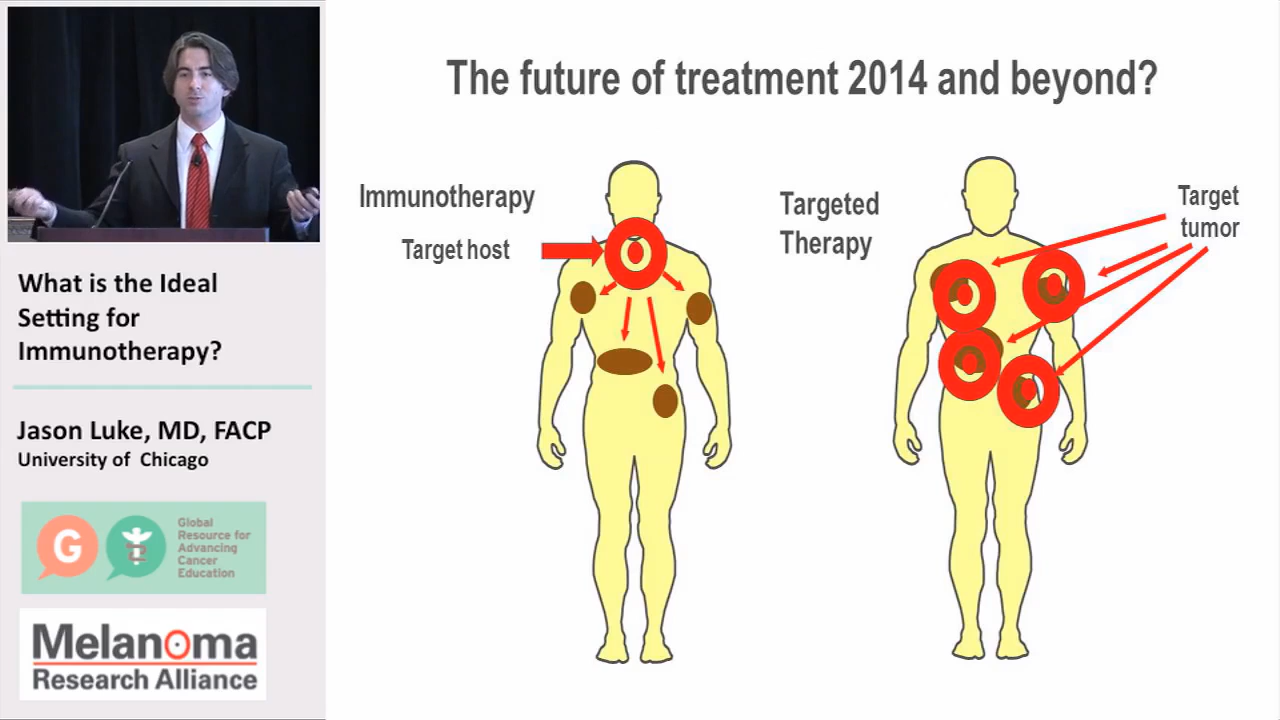 The future of treatment 2014 and beyond?
Immunotherapy
Target host
Targeted
Therapy
Target
tumor
What is the Ideal
Setting for
Immunotherapy?
Jason Luke, MD, FACP
University of Chicago
G
Global
Resource for
Advancing
Cancer
Education
Melanoma
Research Alliance